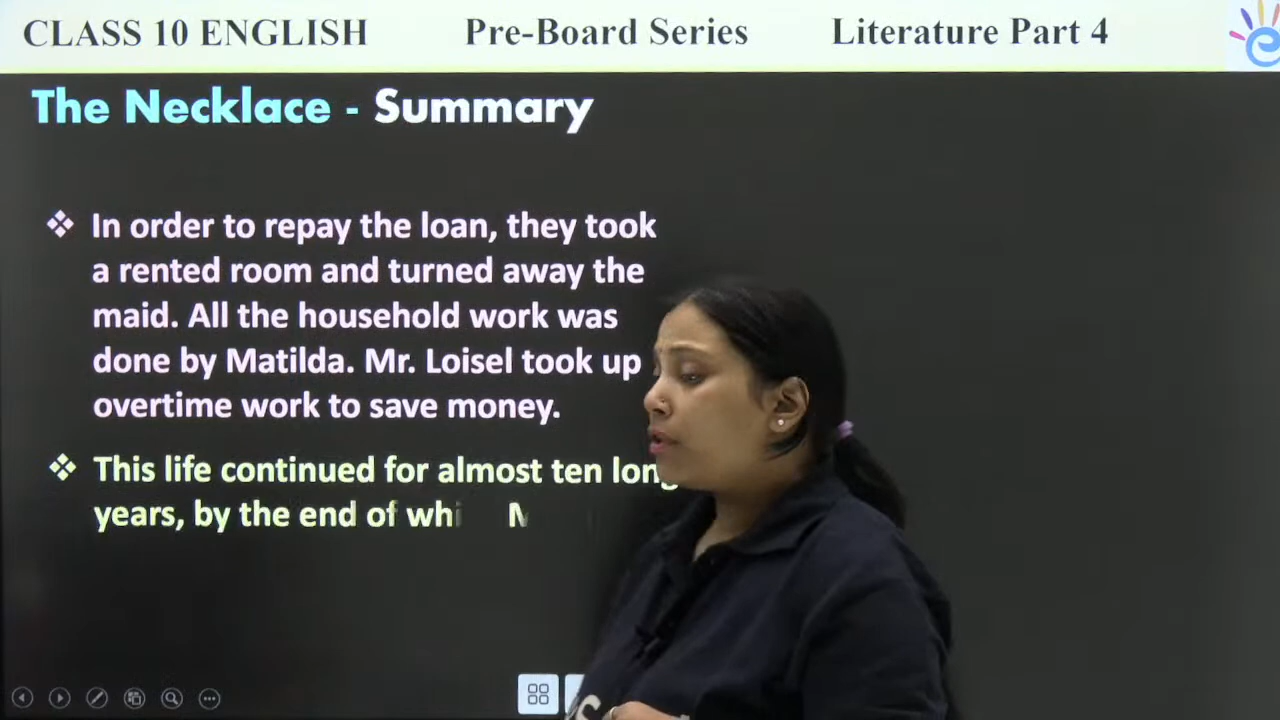 CLASS 10 ENGLISH Pre-Board Series Literature Part 4
The Necklace - Summary
❖ In order to repay the loan, they took
a rented room and turned away the
maid. All the household work was
done by Matilda. Mr. Loisel took up
overtime work to save money.
❖ This life continued for almost ten long
years, by the end of